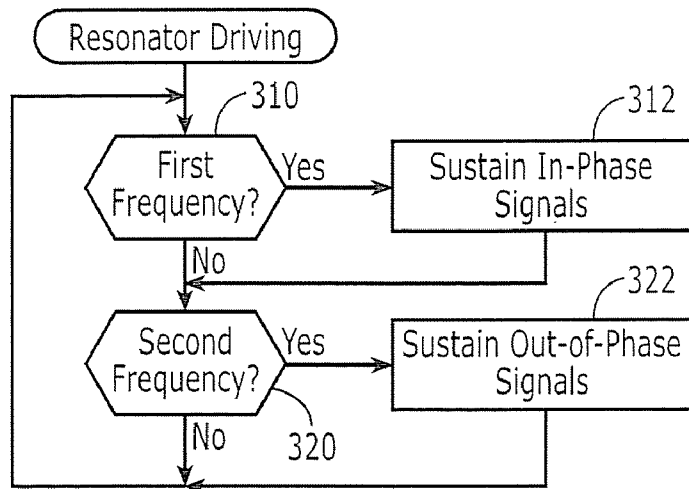 Resonator Driving
310
312
First
Frequency?
Yes
Sustain In-Phase
Signals
No
322
Second
Frequency?
Yes
Sustain Out-of-Phase
Signals
No
320